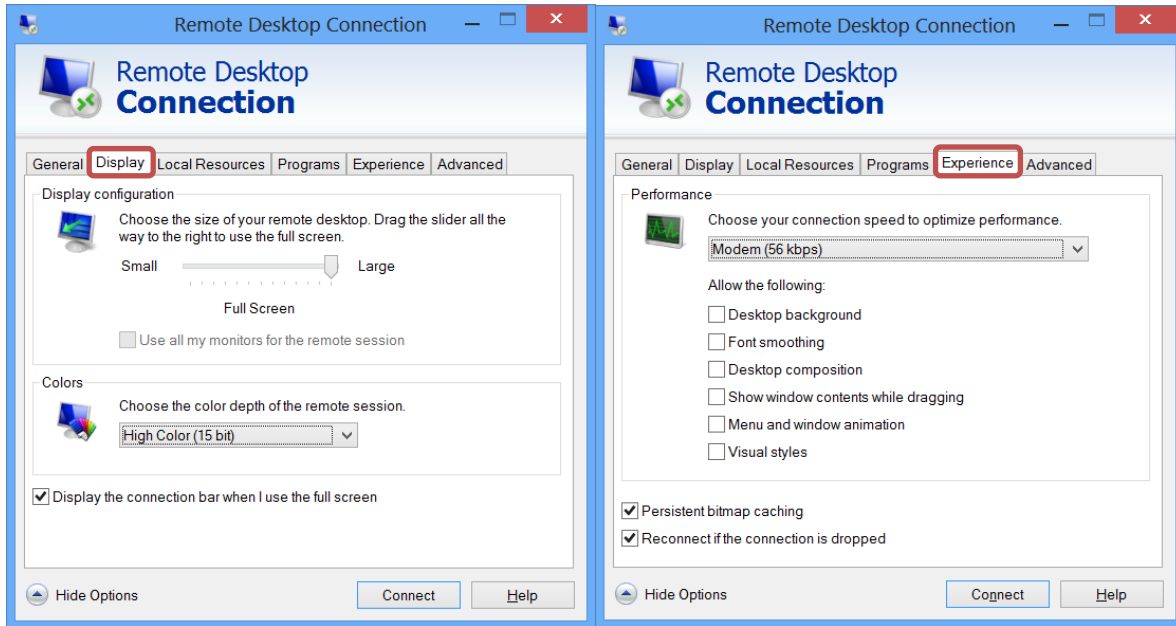 Remote Desktop Connection
Remote Desktop
Connection
General Display Local Resources Programs Experience Advanced
Display configuration
Choose the size of your remote desktop. Drag the slider all the
way to the right to use the full screen.
Small Large
Full Screen
Use all my monitors for the remote session
Colors
Choose the color depth of the remote session.
High Color (15 bit)
Display the connection bar when I use the full screen
Hide Options Connect Help
Remote Desktop Connection
Remote Desktop
Connection
General Display Local Resources Programs Experience Advanced
Performance
Choose your connection speed to optimize performance.
Modem (56 kbps)
Allow the following:
Desktop background
Font smoothing
Desktop composition
Show window contents while dragging
Menu and window animation
Visual styles
Persistent bitmap caching
Reconnect if the connection is dropped
Hide Options Connect Help